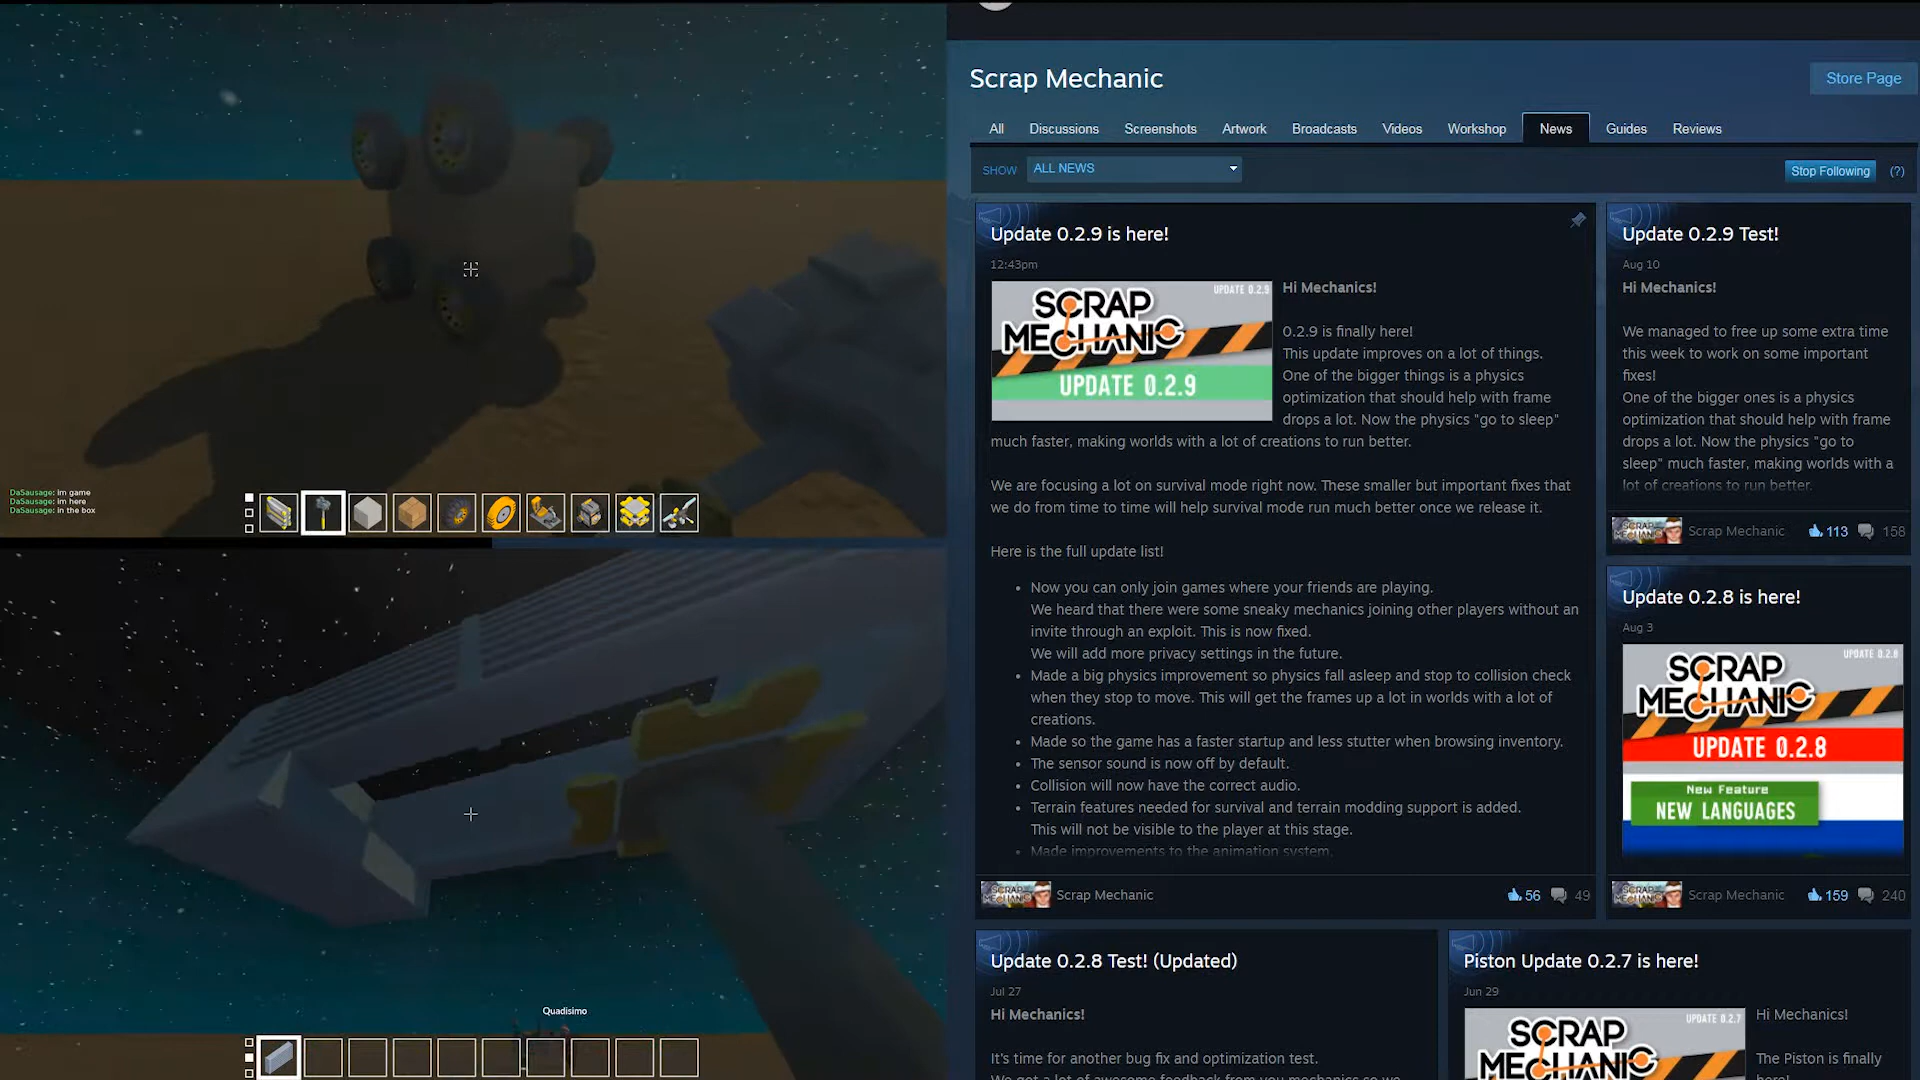 DaSausage: im game
DaSausage: im here
DaSausage: in the box
Quadisimo
Scrap Mechanic
Store Page
All
Discussions
Screenshots
Artwork
Broadcasts
Videos
Workshop
News
Guides
Reviews
SHOW
ALL NEWS
Stop Following
(?)
Update 0.2.9 is here!
12:43pm
UPDATE 0.2.9
SCRAP
MECHANIC
UPDATE 0.2.9
Hi Mechanics!
0.2.9 is finally here!
This update improves on a lot of things.
One of the bigger things is a physics
optimization that should help with frame
drops a lot. Now the physics "go to sleep"
much faster, making worlds with a lot of creations to run better.
We are focusing a lot on survival mode right now. These smaller but important fixes that
we do from time to time will help survival mode run much better once we release it.
Here is the full update list!
• Now you can only join games where your friends are playing.
We heard that there were some sneaky mechanics joining other players without an
invite through an exploit. This is now fixed.
We will add more privacy settings in the future.
• Made a big physics improvement so physics fall asleep and stop to collision check
when they stop to move. This will get the frames up a lot in worlds with a lot of
creations.
• Made so the game has a faster startup and less stutter when browsing inventory.
• The sensor sound is now off by default.
• Collision will now have the correct audio.
• Terrain features needed for survival and terrain modding support is added.
This will not be visible to the player at this stage.
• Made improvements to the animation system.
Scrap Mechanic
56
49
Update 0.2.9 Test!
Aug 10
Hi Mechanics!
We managed to free up some extra time
this week to work on some important
fixes!
One of the bigger ones is a physics
optimization that should help with frame
drops a lot. Now the physics "go to
sleep" much faster, making worlds with a
lot of creations to run better.
Scrap Mechanic
113
158
Update 0.2.8 is here!
Aug 3
UPDATE 0.2.8
SCRAP
MECHANIC
UPDATE 0.2.8
New Feature
NEW LANGUAGES
Scrap Mechanic
159
240
Update 0.2.8 Test! (Updated)
Jul 27
Hi Mechanics!
It's time for another bug fix and optimization test.
We got a lot of awesome feedback from you mechanics so we
Piston Update 0.2.7 is here!
Jun 29
UPDATE 0.2.7
SCRAP
MECHANIC
Hi Mechanics!
The Piston is finally
here!